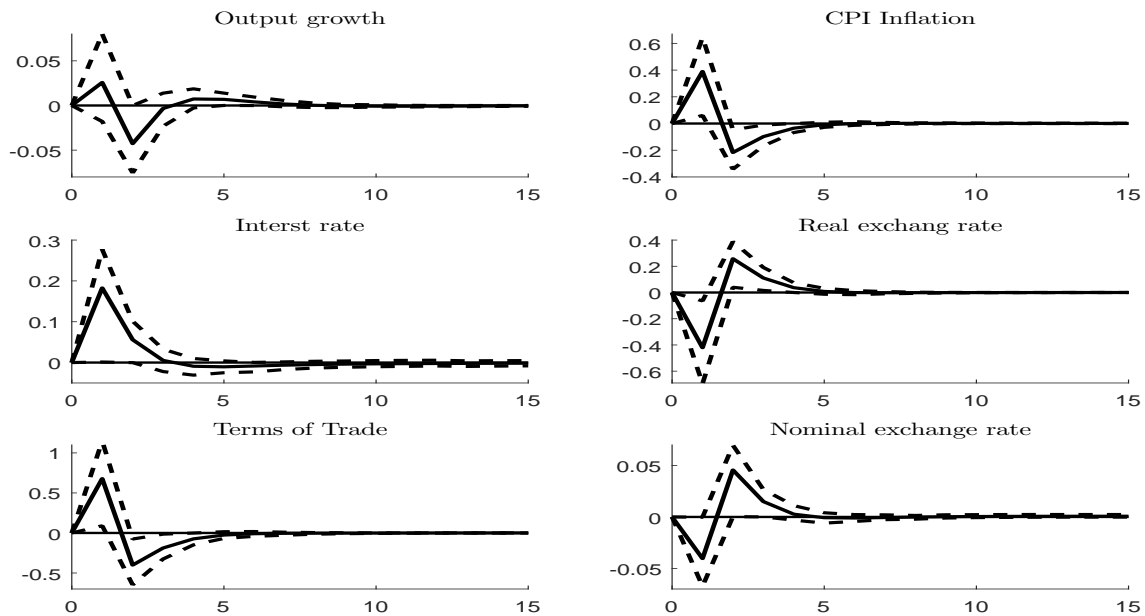 Output growth
0.05
0
-0.05
0 5 10 15
CPI Inflation
0.6
0.4
0.2
0
-0.2
-0.4
0 5 10 15
Interst rate
0.3
0.2
0.1
0
0 5 10 15
Real exchang rate
0.4
0.2
0
-0.2
-0.4
-0.6
0 5 10 15
Terms of Trade
1
0.5
0
-0.5
0 5 10 15
Nominal exchange rate
0.05
0
-0.05
0 5 10 15